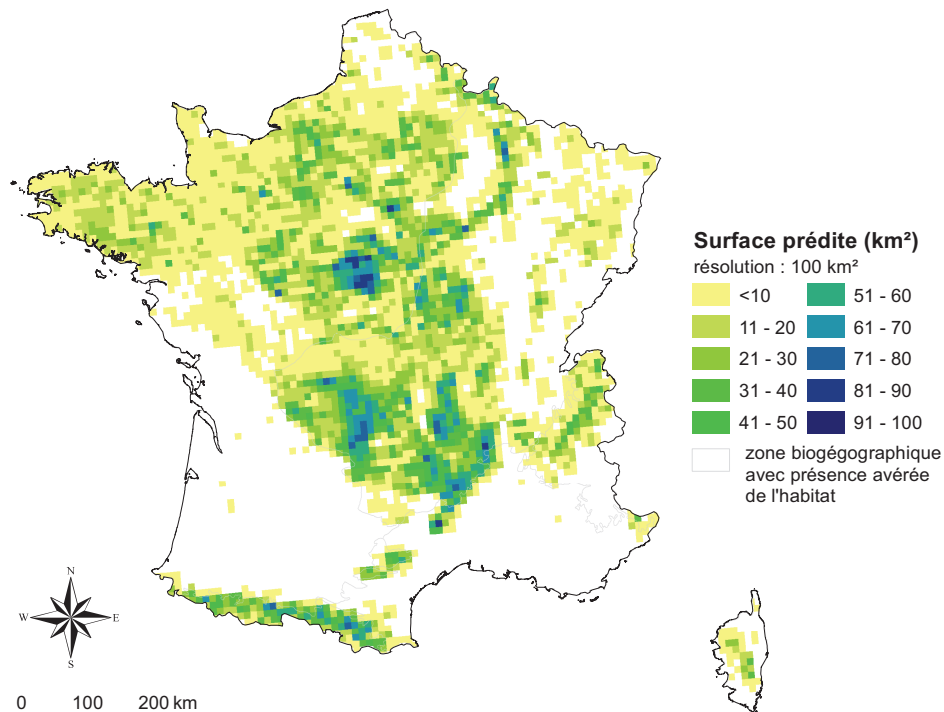 Surface prédite (km²)
résolution : 100 km²
<10
11 - 20
21 - 30
31 - 40
41 - 50
51 - 60
61 - 70
71 - 80
81 - 90
91 - 100
zone biogégographique
avec présence avérée
de l'habitat
N
W E
S
0 100 200 km